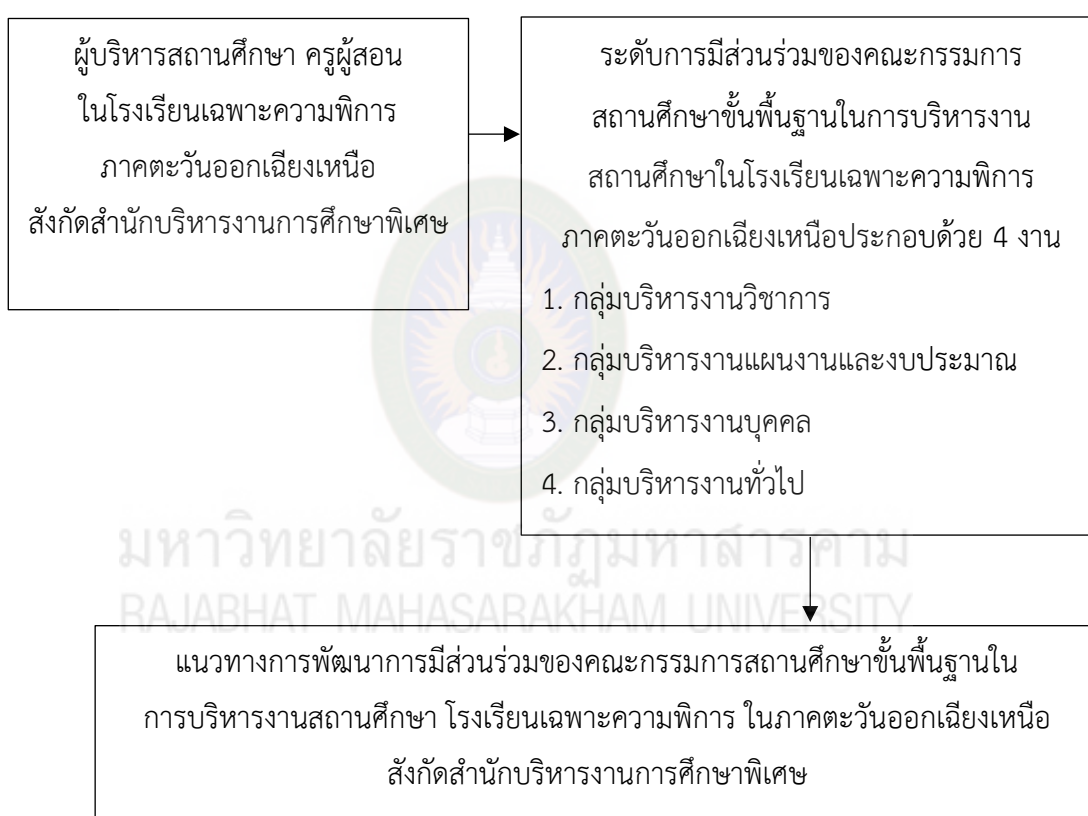 ผู้บริหารสถานศึกษา ครูผู้สอน
ในโรงเรียนเฉพาะความพิการ
ภาคตะวันออกเฉียงเหนือ
สังกัดสำนักบริหารงานการศึกษาพิเศษ
ระดับการมีส่วนร่วมของคณะกรรมการ
สถานศึกษาขั้นพื้นฐานในการบริหารงาน
สถานศึกษาในโรงเรียนเฉพาะความพิการ
ภาคตะวันออกเฉียงเหนือประกอบด้วย 4 งาน
1. กลุ่มบริหารงานวิชาการ
2. กลุ่มบริหารงานแผนงานและงบประมาณ
3. กลุ่มบริหารงานบุคคล
4. กลุ่มบริหารงานทั่วไป
มหาวิทยาลัยราชภัฏมหาสารคาม
RAJABHAT MAHASARAKHAM UNIVERSITY
แนวทางการพัฒนาการมีส่วนร่วมของคณะกรรมการสถานศึกษาขั้นพื้นฐานใน
การบริหารงานสถานศึกษา โรงเรียนเฉพาะความพิการ ในภาคตะวันออกเฉียงเหนือ
สังกัดสำนักบริหารงานการศึกษาพิเศษ